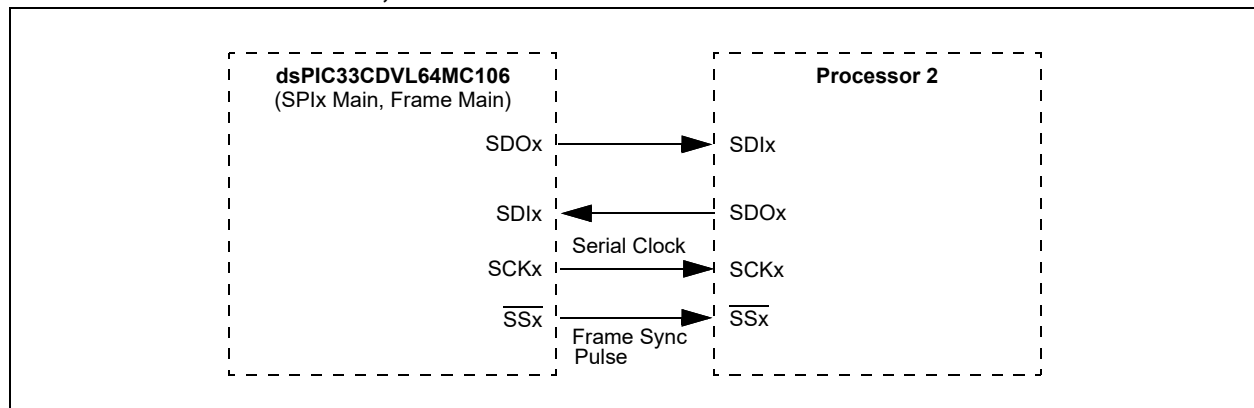 dsPIC33CDVL64MC106
(SPIx Main, Frame Main)
Processor 2
SDOx
SDIx
SDIx
SDOx
Serial Clock
SCKx
SCKx
SSx
SSx
Frame Sync
Pulse